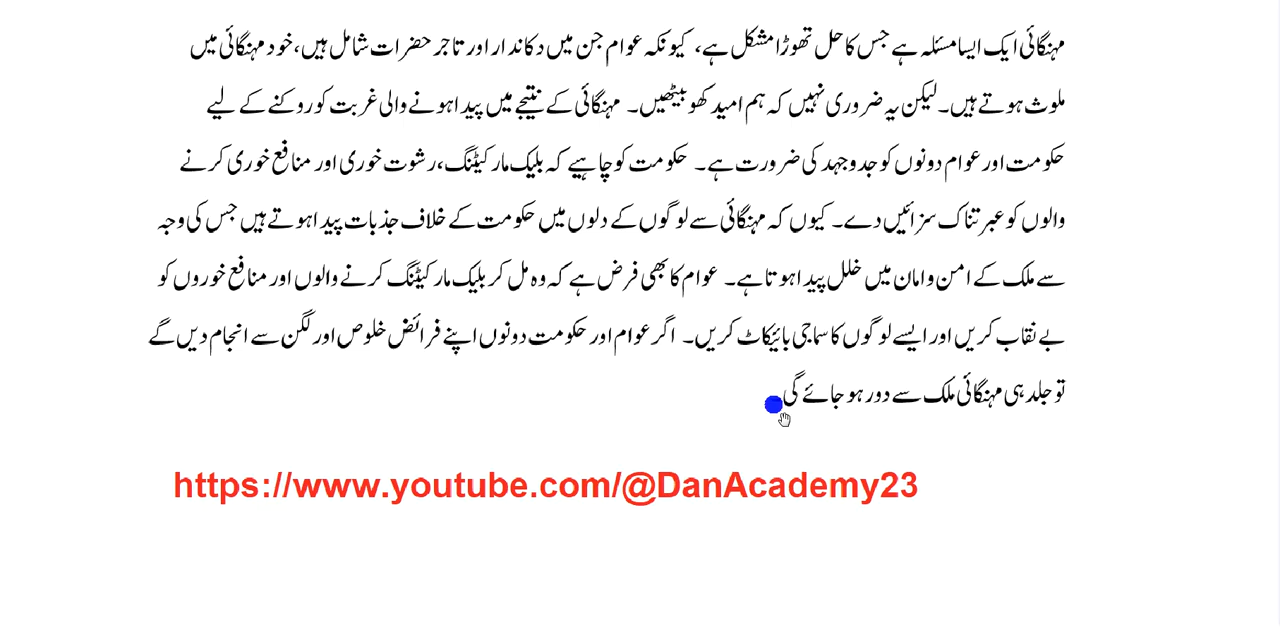 مہنگائی ایک ایسا مسئلہ ہے جس کا حل تھوڑا مشکل ہے، کیونکہ عوام جن میں دکاندار اور تاجر حضرات شامل ہیں، خود مہنگائی میں
ملوث ہوتے ہیں۔ لیکن یہ ضروری نہیں کہ ہم امید کھو بیٹھیں۔ مہنگائی کے نتیجے میں پیدا ہونے والی غربت کو روکنے کے لیے
حکومت اور عوام دونوں کو جدوجہد کی ضرورت ہے۔ حکومت کو چاہیے کہ بلیک مارکیٹنگ، رشوت خوری اور منافع خوری کرنے
والوں کو عبرتناک سزائیں دے۔ کیوں کہ مہنگائی سے لوگوں کے دلوں میں حکومت کے خلاف جذبات پیدا ہوتے ہیں جس کی وجہ
سے ملک کے امن و امان میں خلل پیدا ہوتا ہے۔ عوام کا بھی فرض ہے کہ وہ مل کر بلیک مارکیٹنگ کرنے والوں اور منافع خوروں کو
بے نقاب کریں اور ایسے لوگوں کا سماجی بائیکاٹ کریں۔ اگر عوام اور حکومت دونوں اپنے فرائض خلوص اور لگن سے انجام دیں گے
تو جلد ہی مہنگائی ملک سے دور ہو جائے گی
https://www.youtube.com/@DanAcademy23